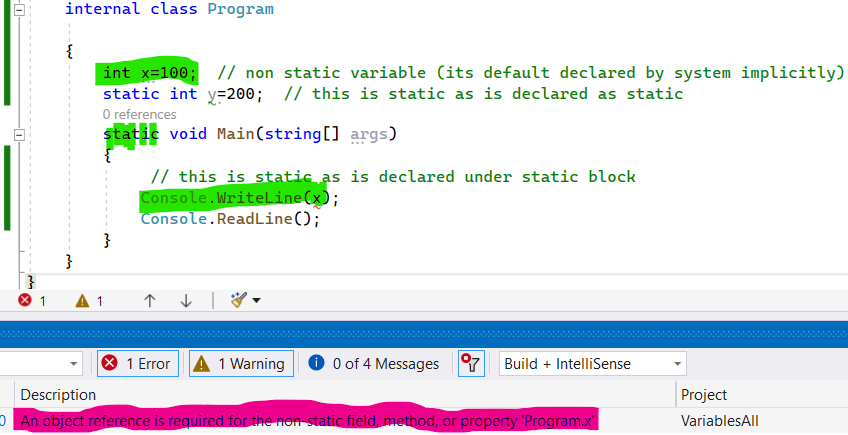 internal class Program
{
int x=100; // non static variable (its default declared by system implicitly)
static int y=200; // this is static as is declared as static
0 references
static void Main(string[] args)
{
// this is static as is declared under static block
Console.WriteLine(x);
Console.ReadLine();
}
}
}
1 1
1 Error 1 Warning 0 of 4 Messages Build + IntelliSense
Description Project
0 An object reference is required for the non-static field, method, or property 'Program.x' VariablesAll